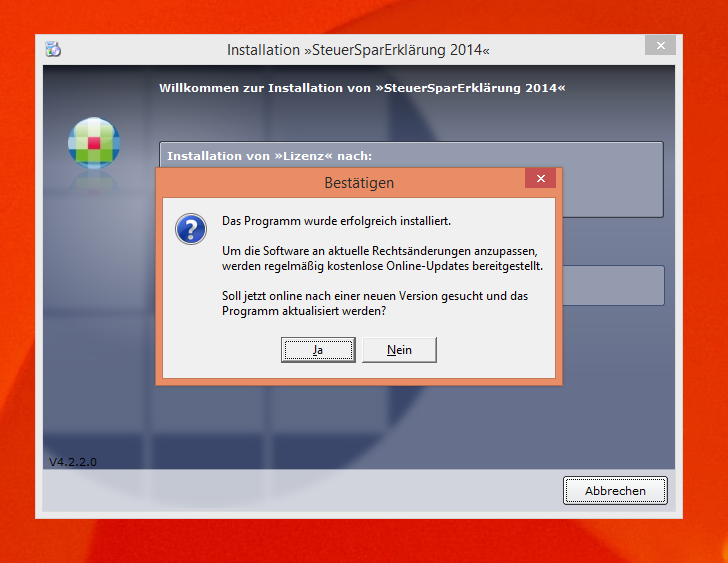 Installation »SteuerSparErklärung 2014«
Willkommen zur Installation von »SteuerSparErklärung 2014«
Installation von »Lizenz« nach:
Bestätigen
Das Programm wurde erfolgreich installiert.
Um die Software an aktuelle Rechtsänderungen anzupassen,
werden regelmäßig kostenlose Online-Updates bereitgestellt.
Soll jetzt online nach einer neuen Version gesucht und das
Programm aktualisiert werden?
Ja
Nein
V4.2.2.0
Abbrechen